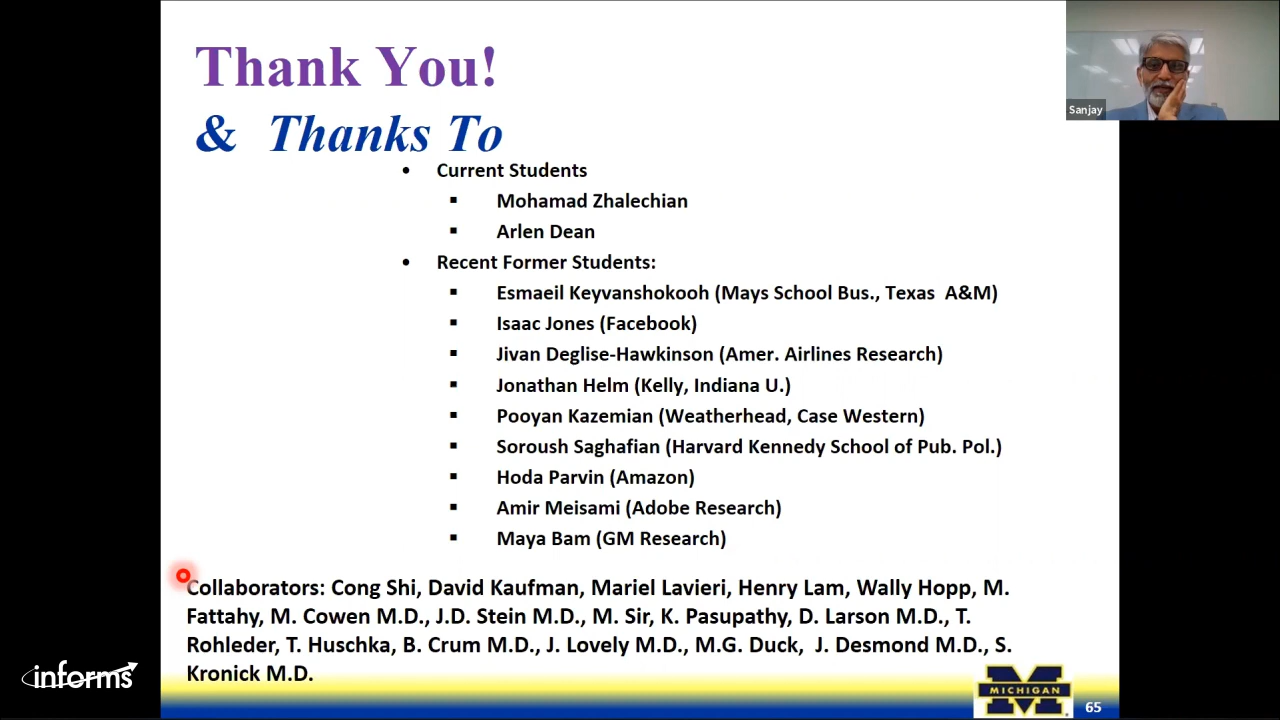 Thank You!
& Thanks To
Sanjay
• Current Students
▪ Mohamad Zhalechian
▪ Arlen Dean
• Recent Former Students:
▪ Esmaeil Keyvanshokooh (Mays School Bus., Texas A&M)
▪ Isaac Jones (Facebook)
▪ Jivan Deglise-Hawkinson (Amer. Airlines Research)
▪ Jonathan Helm (Kelly, Indiana U.)
▪ Pooyan Kazemian (Weatherhead, Case Western)
▪ Soroush Saghafian (Harvard Kennedy School of Pub. Pol.)
▪ Hoda Parvin (Amazon)
▪ Amir Meisami (Adobe Research)
▪ Maya Bam (GM Research)
Collaborators: Cong Shi, David Kaufman, Mariel Lavieri, Henry Lam, Wally Hopp, M.
Fattahy, M. Cowen M.D., J.D. Stein M.D., M. Sir, K. Pasupathy, D. Larson M.D., T.
Rohleder, T. Huschka, B. Crum M.D., J. Lovely M.D., M.G. Duck, J. Desmond M.D., S.
Kronick M.D.
informs
MICHIGAN
65